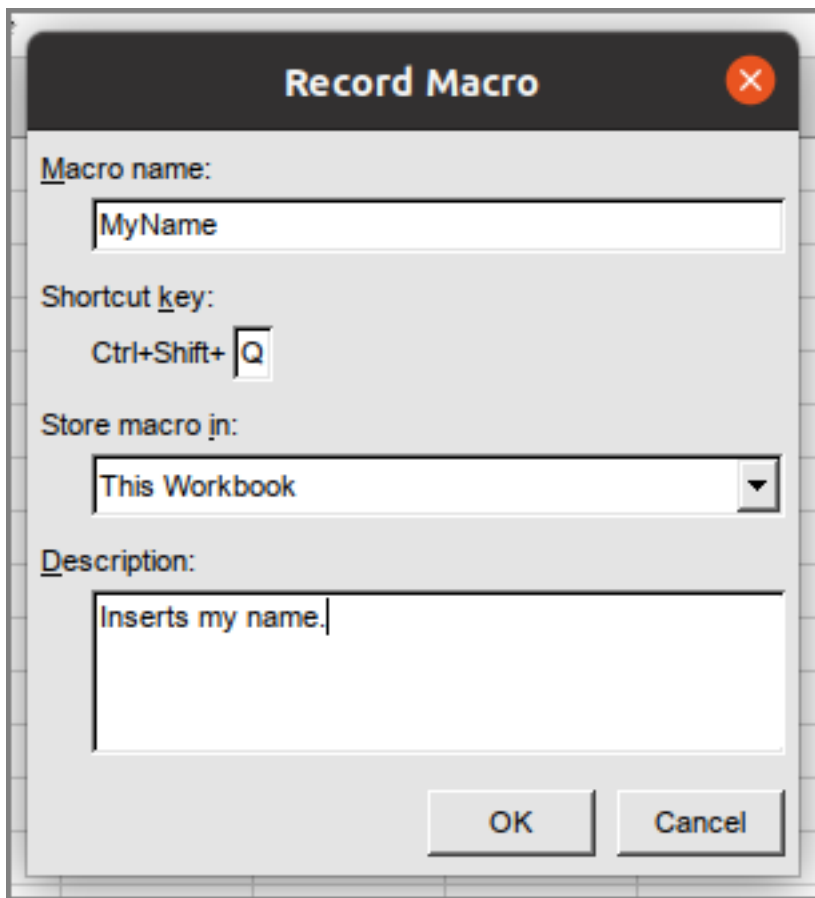 Record Macro
Macro name:
MyName
Shortcut key:
Ctrl+Shift+ Q
Store macro in:
This Workbook
Description:
Inserts my name.
OK Cancel